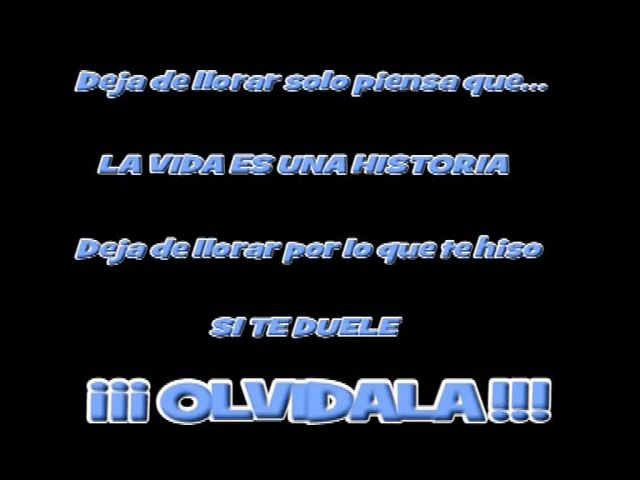 Deja de llorar solo piensa que...
LA VIDA ES UNA HISTORIA
Deja de llorar por lo que te hiso
SI TE DUELE
¡¡¡ OLVIDALA !!!